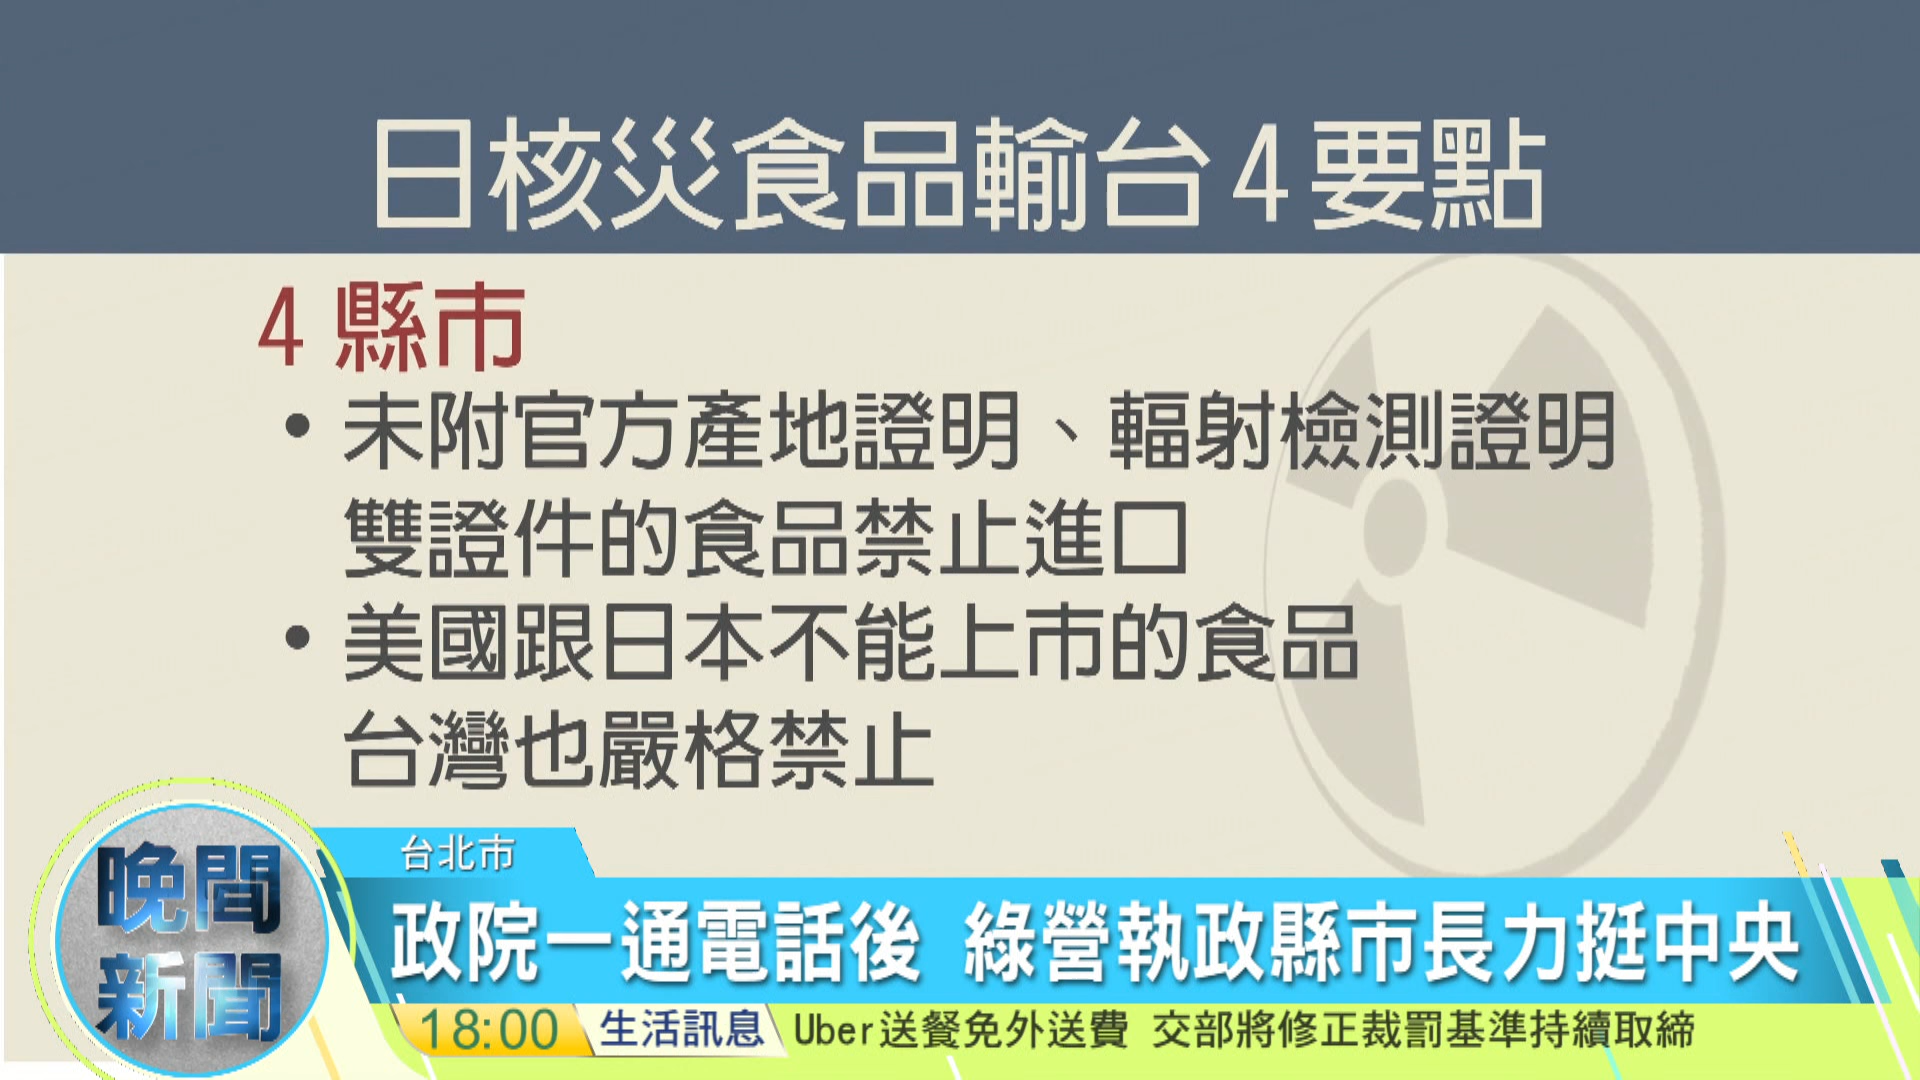 日核災食品輸台4要點
4 縣市
• 未附官方產地證明、輻射檢測證明
雙證件的食品禁止進口
• 美國跟日本不能上市的食品
台灣也嚴格禁止
晚間
新聞
台北市
政院一通電話後 綠營執政縣市長力挺中央
18:00 生活訊息 Uber送餐免外送費 交部將修正裁罰基準持續取締